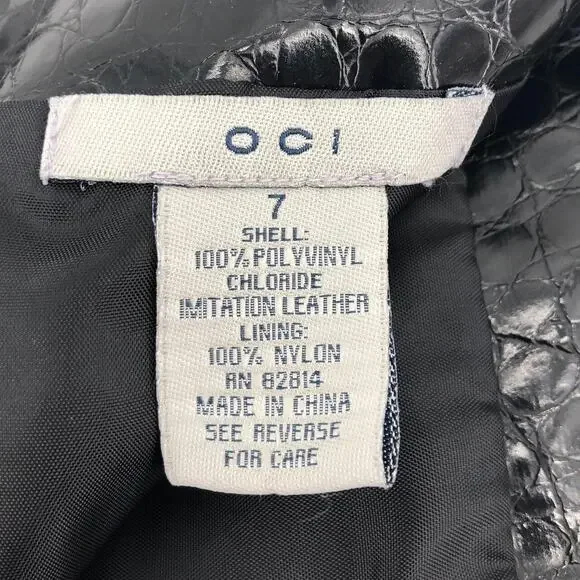 OCI
7
SHELL:
100% POLYVINYL
CHLORIDE
IMITATION LEATHER
LINING:
100% NYLON
RN 82814
MADE IN CHINA
SEE REVERSE
FOR CARE